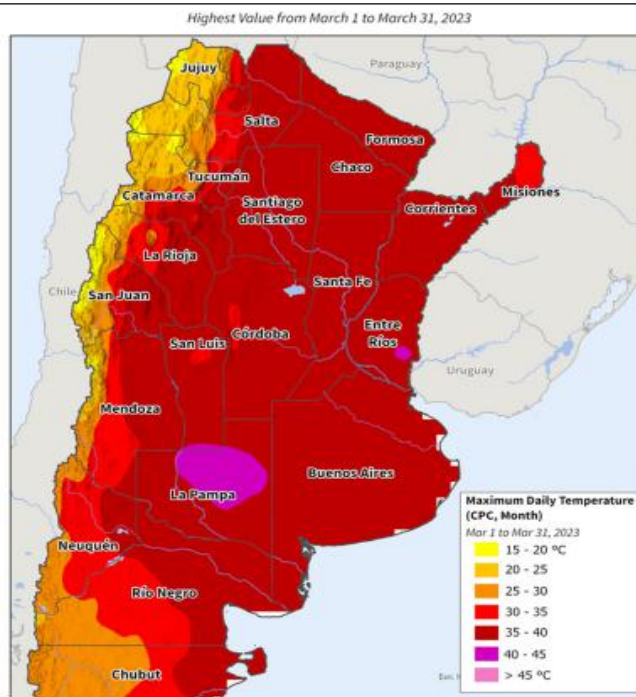 Highest Value from March 1 to March 31, 2023
Jujuy
Paraguay
Salta
Formosa
Chaco
Tucumán
Misiones
Catamarca
Santiago
del Estero
Corrientes
La Rioja
Chile
Santa Fe
San Juan
Entre
Ríos
Córdoba
San Luis
Uruguay
Mendoza
Buenos Aires
La Pampa
Neuquén
Río Negro
Chubut
Maximum Daily Temperature
(CPC, Month)
Mar 1 to Mar 31, 2023
15 - 20 ºC
20 - 25
25 - 30
30 - 35
35 - 40
40 - 45
> 45 ºC